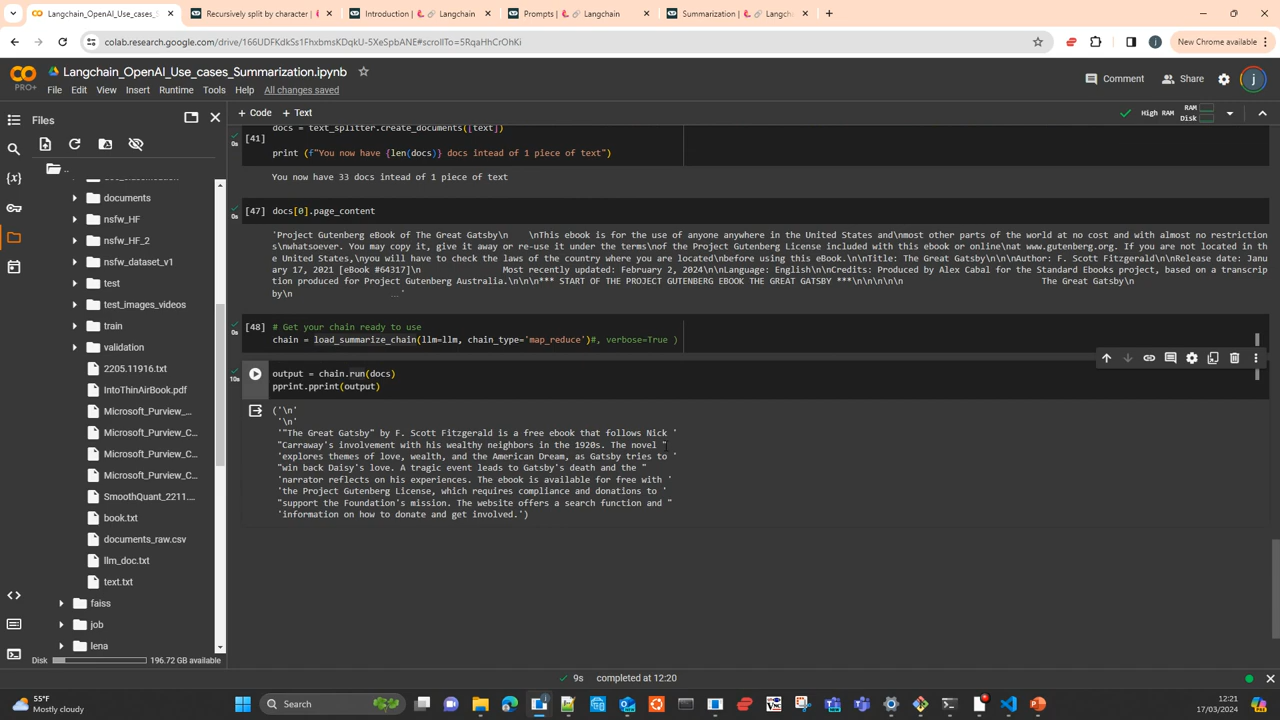 Langchain_OpenAI_Use_cases_
Recursively split by character |
Introduction | Langchain
Prompts | Langchain
Summarization | Langcha
colab.research.google.com/drive/166UDFKdkSs1FhxbmsKDqkU-5XeSpbANE#scrollTo=5RqaHhCrOhKi
New Chrome available
PRO+
Langchain_OpenAI_Use_cases_Summarization.ipynb
File Edit View Insert Runtime Tools Help All changes saved
Comment Share j
Files
+ Code + Text
High RAM RAM Disk
..
documents
nsfw_HF
nsfw_HF_2
nsfw_dataset_v1
test
test_images_videos
train
validation
2205.11916.txt
IntoThinAirBook.pdf
Microsoft_Purview_...
Microsoft_Purview_C...
Microsoft_Purview_C...
Microsoft_Purview_C...
SmoothQuant_2211....
book.txt
documents_raw.csv
llm_doc.txt
text.txt
faiss
job
lena
Disk 196.72 GB available
docs = text_splitter.create_documents([text])
[41]
0s
print (f"You now have {len(docs)} docs intead of 1 piece of text")
You now have 33 docs intead of 1 piece of text
[47] docs[0].page_content
0s
'Project Gutenberg eBook of The Great Gatsby\n    \nThis ebook is for the use of anyone anywhere in the United States and\nmost other parts of the world at no cost and with almost no restriction
s\nwhatsoever. You may copy it, give it away or re-use it under the terms\nof the Project Gutenberg License included with this ebook or online\nat www.gutenberg.org. If you are not located in th
e United States,\nyou will have to check the laws of the country where you are located\nbefore using this eBook.\n\nTitle: The Great Gatsby\n\n\nAuthor: F. Scott Fitzgerald\n\nRelease date: Janu
ary 17, 2021 [eBook #64317]\n                Most recently updated: February 2, 2024\n\nLanguage: English\n\nCredits: Produced by Alex Cabal for the Standard Ebooks project, based on a transcrip
tion produced for Project Gutenberg Australia.\n\n\n*** START OF THE PROJECT GUTENBERG EBOOK THE GREAT GATSBY ***\n\n\n\n\n                                  The Great Gatsby\n
by\n                    ...'
[48] # Get your chain ready to use
0s
chain = load_summarize_chain(llm=llm, chain_type='map_reduce')#, verbose=True )
output = chain.run(docs)
10s
pprint.pprint(output)
('\n'
'\n'
'"The Great Gatsby" by F. Scott Fitzgerald is a free ebook that follows Nick '
"Carraway's involvement with his wealthy neighbors in the 1920s. The novel "
'explores themes of love, wealth, and the American Dream, as Gatsby tries to '
"win back Daisy's love. A tragic event leads to Gatsby's death and the "
'narrator reflects on his experiences. The ebook is available for free with '
'the Project Gutenberg License, which requires compliance and donations to '
"support the Foundation's mission. The website offers a search function and "
'information on how to donate and get involved.')
9s completed at 12:20
55°F
Mostly cloudy
Search
12:21
17/03/2024